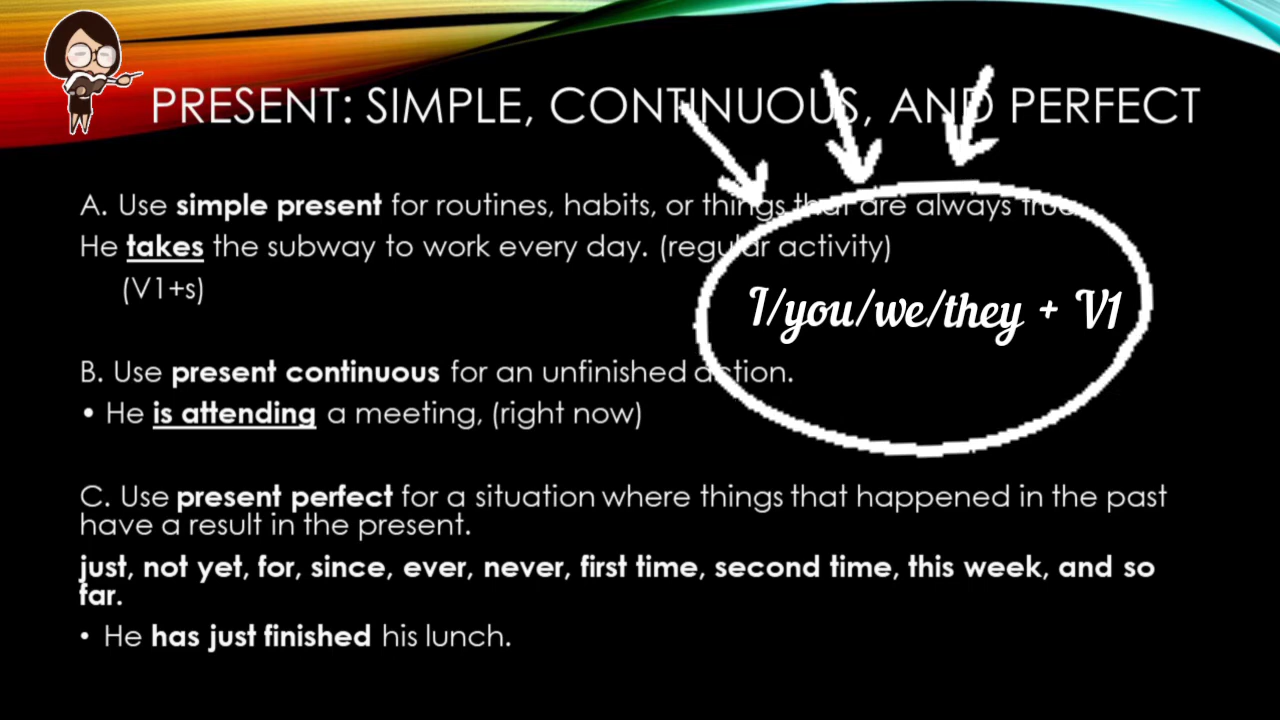 PRESENT: SIMPLE, CONTINUOUS, AND PERFECT
A. Use simple present for routines, habits, or things that are always true.
He takes the subway to work every day. (regular activity)
(V1+s)
I/you/we/they + V1
B. Use present continuous for an unfinished action.
• He is attending a meeting, (right now)
C. Use present perfect for a situation where things that happened in the past
have a result in the present.
just, not yet, for, since, ever, never, first time, second time, this week, and so
far.
• He has just finished his lunch.